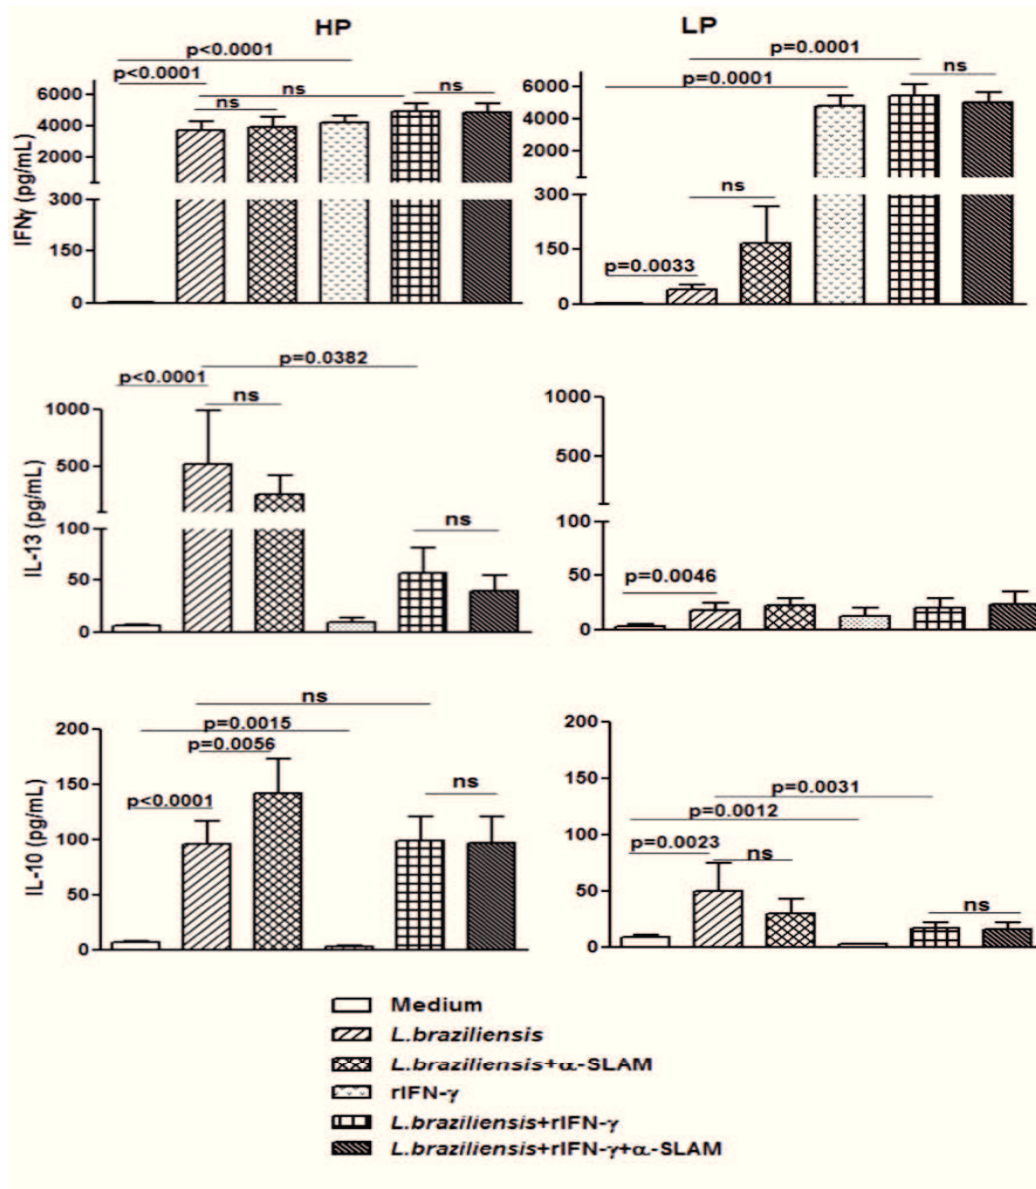 HP
LP
p<0.0001
p<0.0001
ns
ns
ns
6000
4000
2000
300
150
0
IFNγ (pg/mL)
p=0.0001
p=0.0001
ns
ns
p=0.0033
6000
4000
2000
300
150
0
p=0.0382
p<0.0001
ns
ns
1000
500
100
50
0
IL-13 (pg/mL)
1000
500
100
50
0
p=0.0046
ns
p=0.0015
p=0.0056
p<0.0001
ns
200
150
100
50
0
IL-10 (pg/mL)
200
150
100
50
0
p=0.0031
p=0.0012
p=0.0023
ns
ns
Medium
L.braziliensis
L.braziliensis+α-SLAM
rIFN-γ
L.braziliensis+rIFN-γ
L.braziliensis+rIFN-γ+α-SLAM